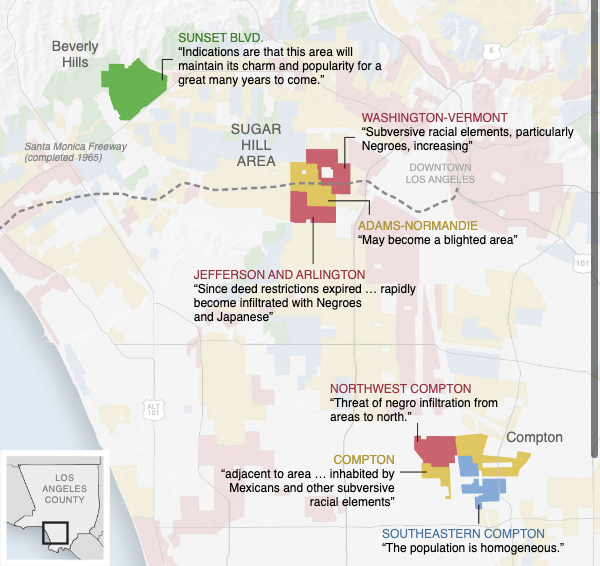 SUNSET BLVD.
Beverly
Hills
“Indications are that this area will
maintain its charm and popularity for a
great many years to come.”
6
WASHINGTON-VERMONT
“Subversive racial elements, particularly
Negroes, increasing”
SUGAR
HILL
AREA
Santa Monica Freeway
(completed 1965)
DOWNTOWN
LOS ANGELES
ADAMS-NORMANDIE
“May become a blighted area”
101
JEFFERSON AND ARLINGTON
“Since deed restrictions expired … rapidly
become infiltrated with Negroes
and Japanese”
NORTHWEST COMPTON
“Threat of negro infiltration from
areas to north.”
ALT
101
Compton
COMPTON
“adjacent to area … inhabited by
Mexicans and other subversive
racial elements”
LOS
ANGELES
COUNTY
SOUTHEASTERN COMPTON
“The population is homogeneous.”